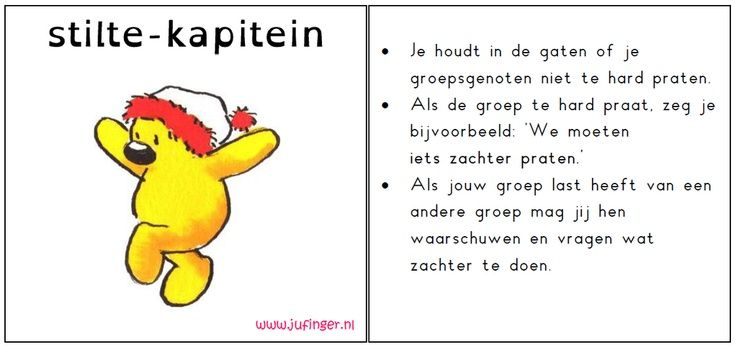 stilte-kapitein
www.jufinger.nl
• Je houdt in de gaten of je
groepsgenoten niet te hard praten.
• Als de groep te hard praat, zeg je
bijvoorbeeld: 'We moeten
iets zachter praten.'
• Als jouw groep last heeft van een
andere groep mag jij hen
waarschuwen en vragen wat
zachter te doen.